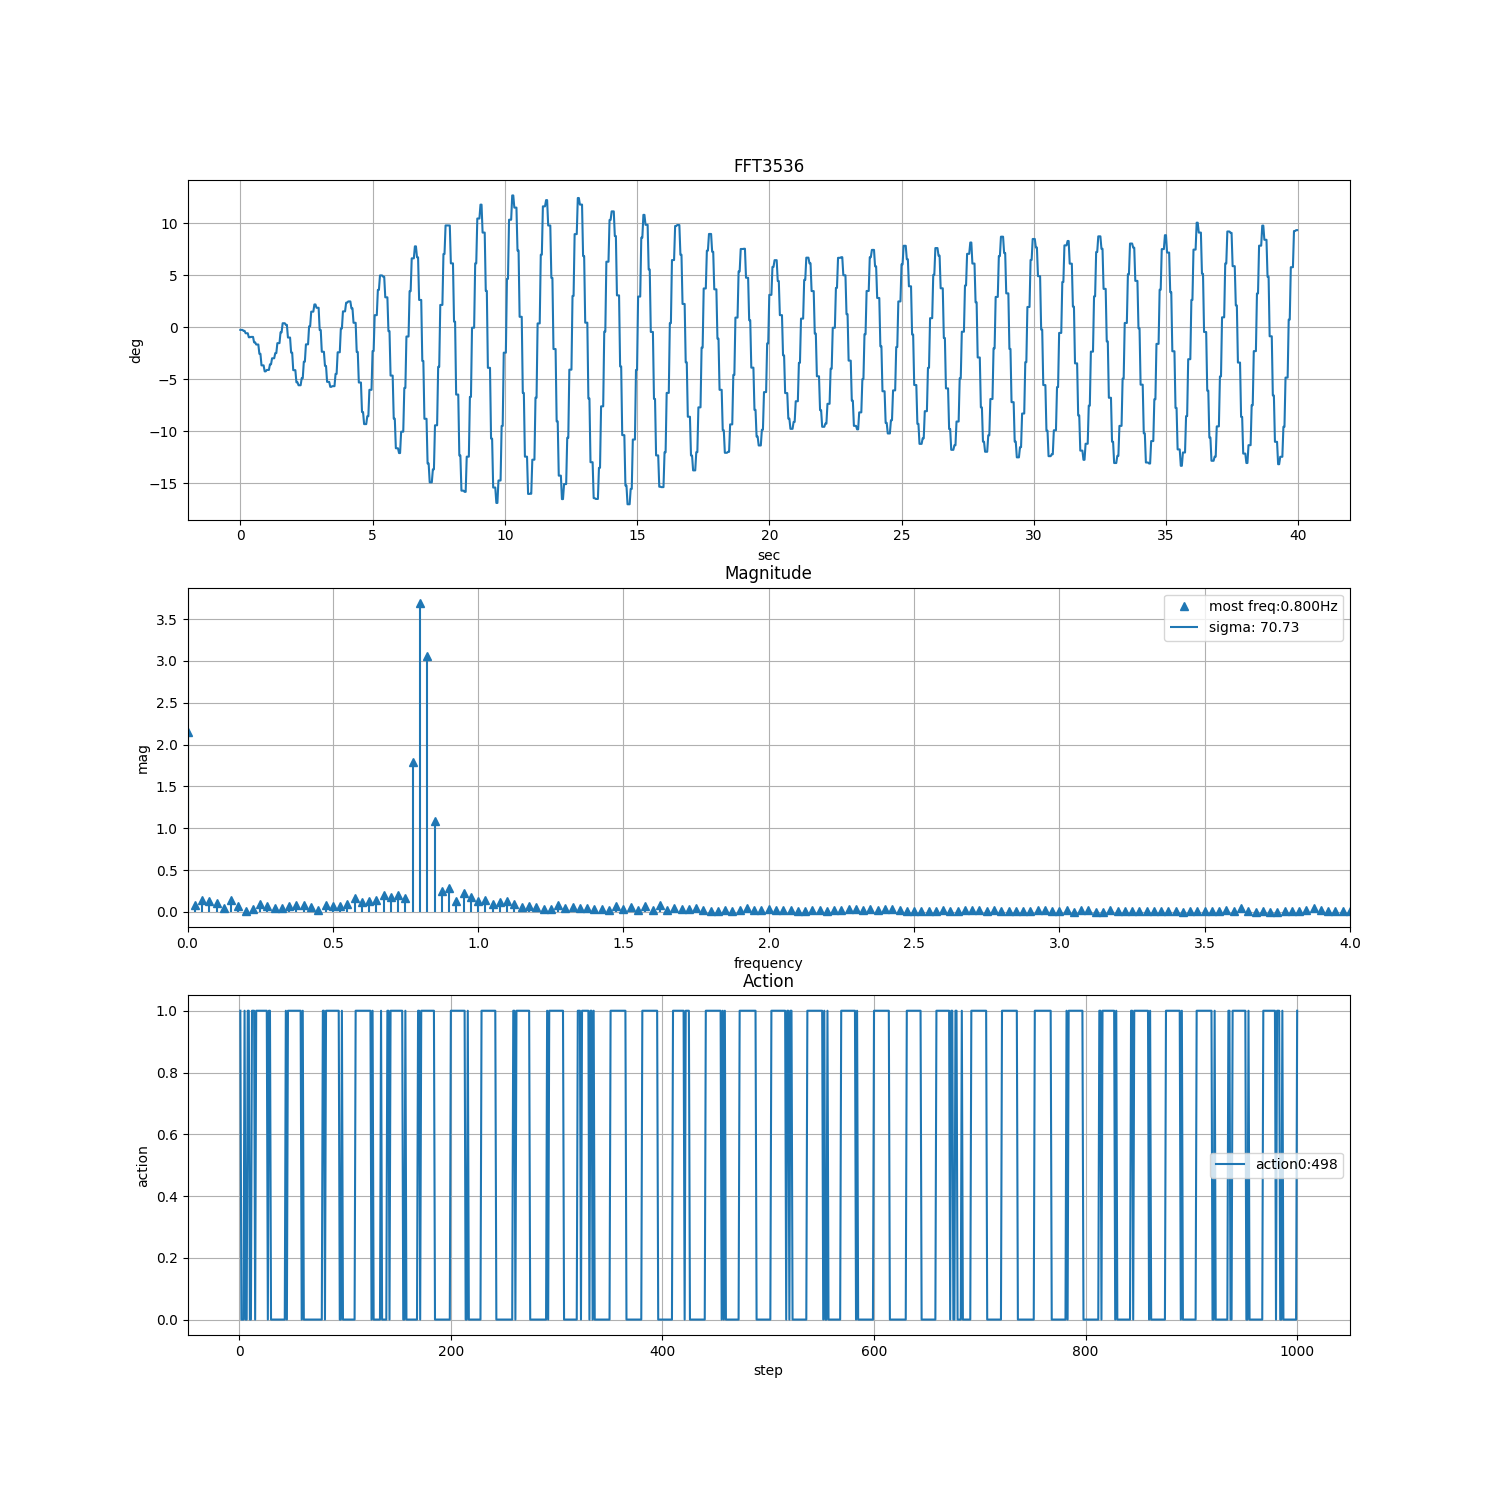 FFT3536
10
5
0
−5
−10
−15
deg
0 5 10 15 20 25 30 35 40
sec
Magnitude
most freq:0.800Hz
sigma: 70.73
3.5
3.0
2.5
2.0
1.5
1.0
0.5
0.0
mag
0.0 0.5 1.0 1.5 2.0 2.5 3.0 3.5 4.0
frequency
Action
1.0
0.8
0.6
0.4
0.2
0.0
action
action0:498
0 200 400 600 800 1000
step